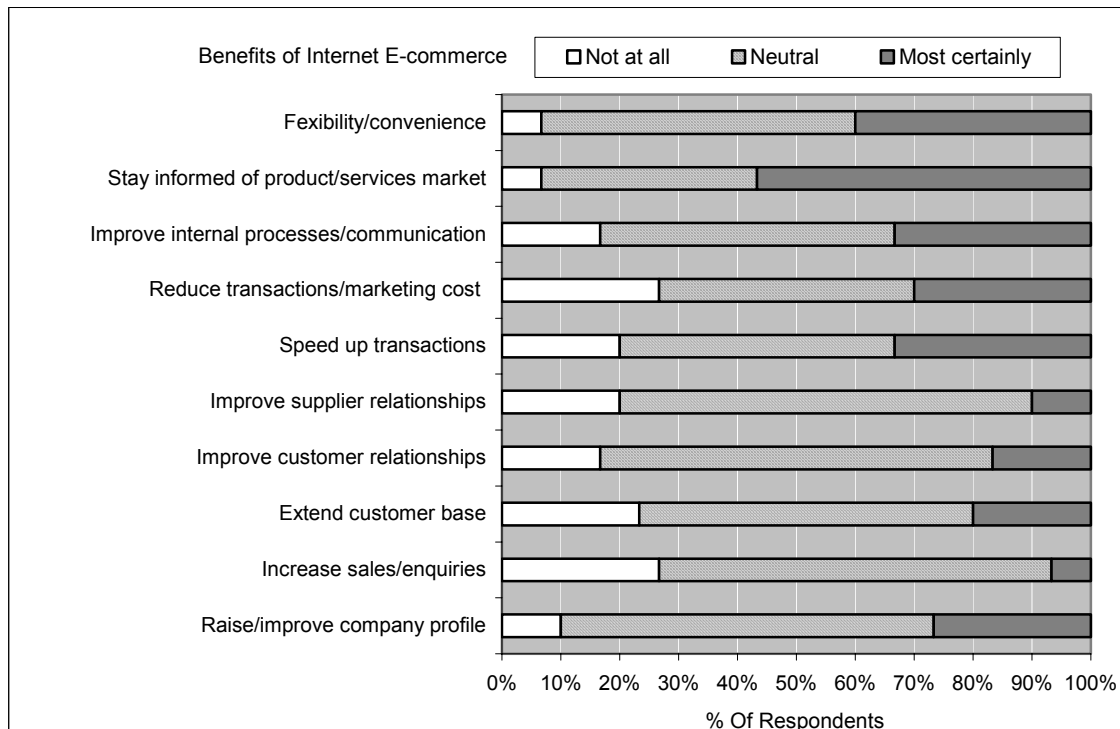 Benefits of Internet E-commerce
Not at all Neutral Most certainly
Fexibility/convenience
Stay informed of product/services market
Improve internal processes/communication
Reduce transactions/marketing cost
Speed up transactions
Improve supplier relationships
Improve customer relationships
Extend customer base
Increase sales/enquiries
Raise/improve company profile
0% 10% 20% 30% 40% 50% 60% 70% 80% 90% 100%
% Of Respondents